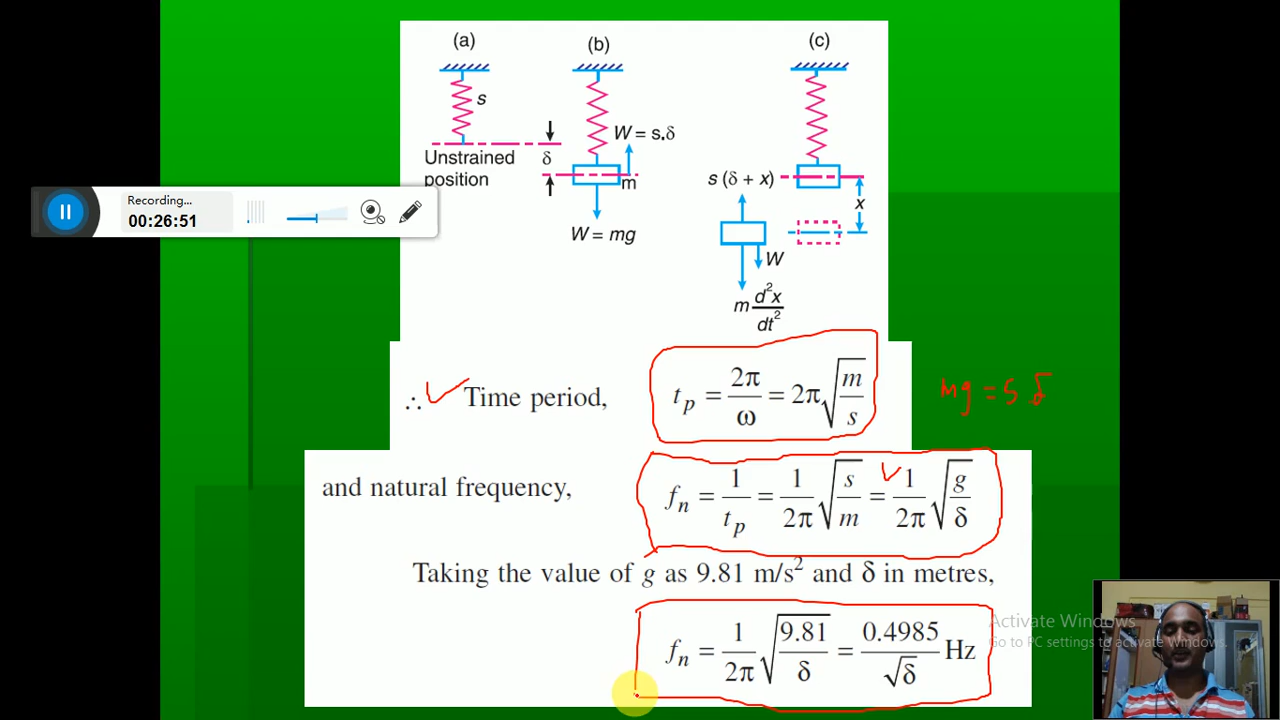 (a)
(b)
(c)
s
W = s.δ
Unstrained
position
δ
m
W = mg
s (δ + x)
x
W
m d²x/dt²
Recording...
00:26:51
∴ ✓ Time period, t_p = 2π/ω = 2π√(m/s)
mg = s.δ
and natural frequency, f_n = 1/t_p = 1/2π √(s/m) = ✓ 1/2π √(g/δ)
Taking the value of g as 9.81 m/s² and δ in metres,
f_n = 1/2π √(9.81/δ) = 0.4985/√δ Hz
Activate Windows
Go to PC settings to activate Windows.